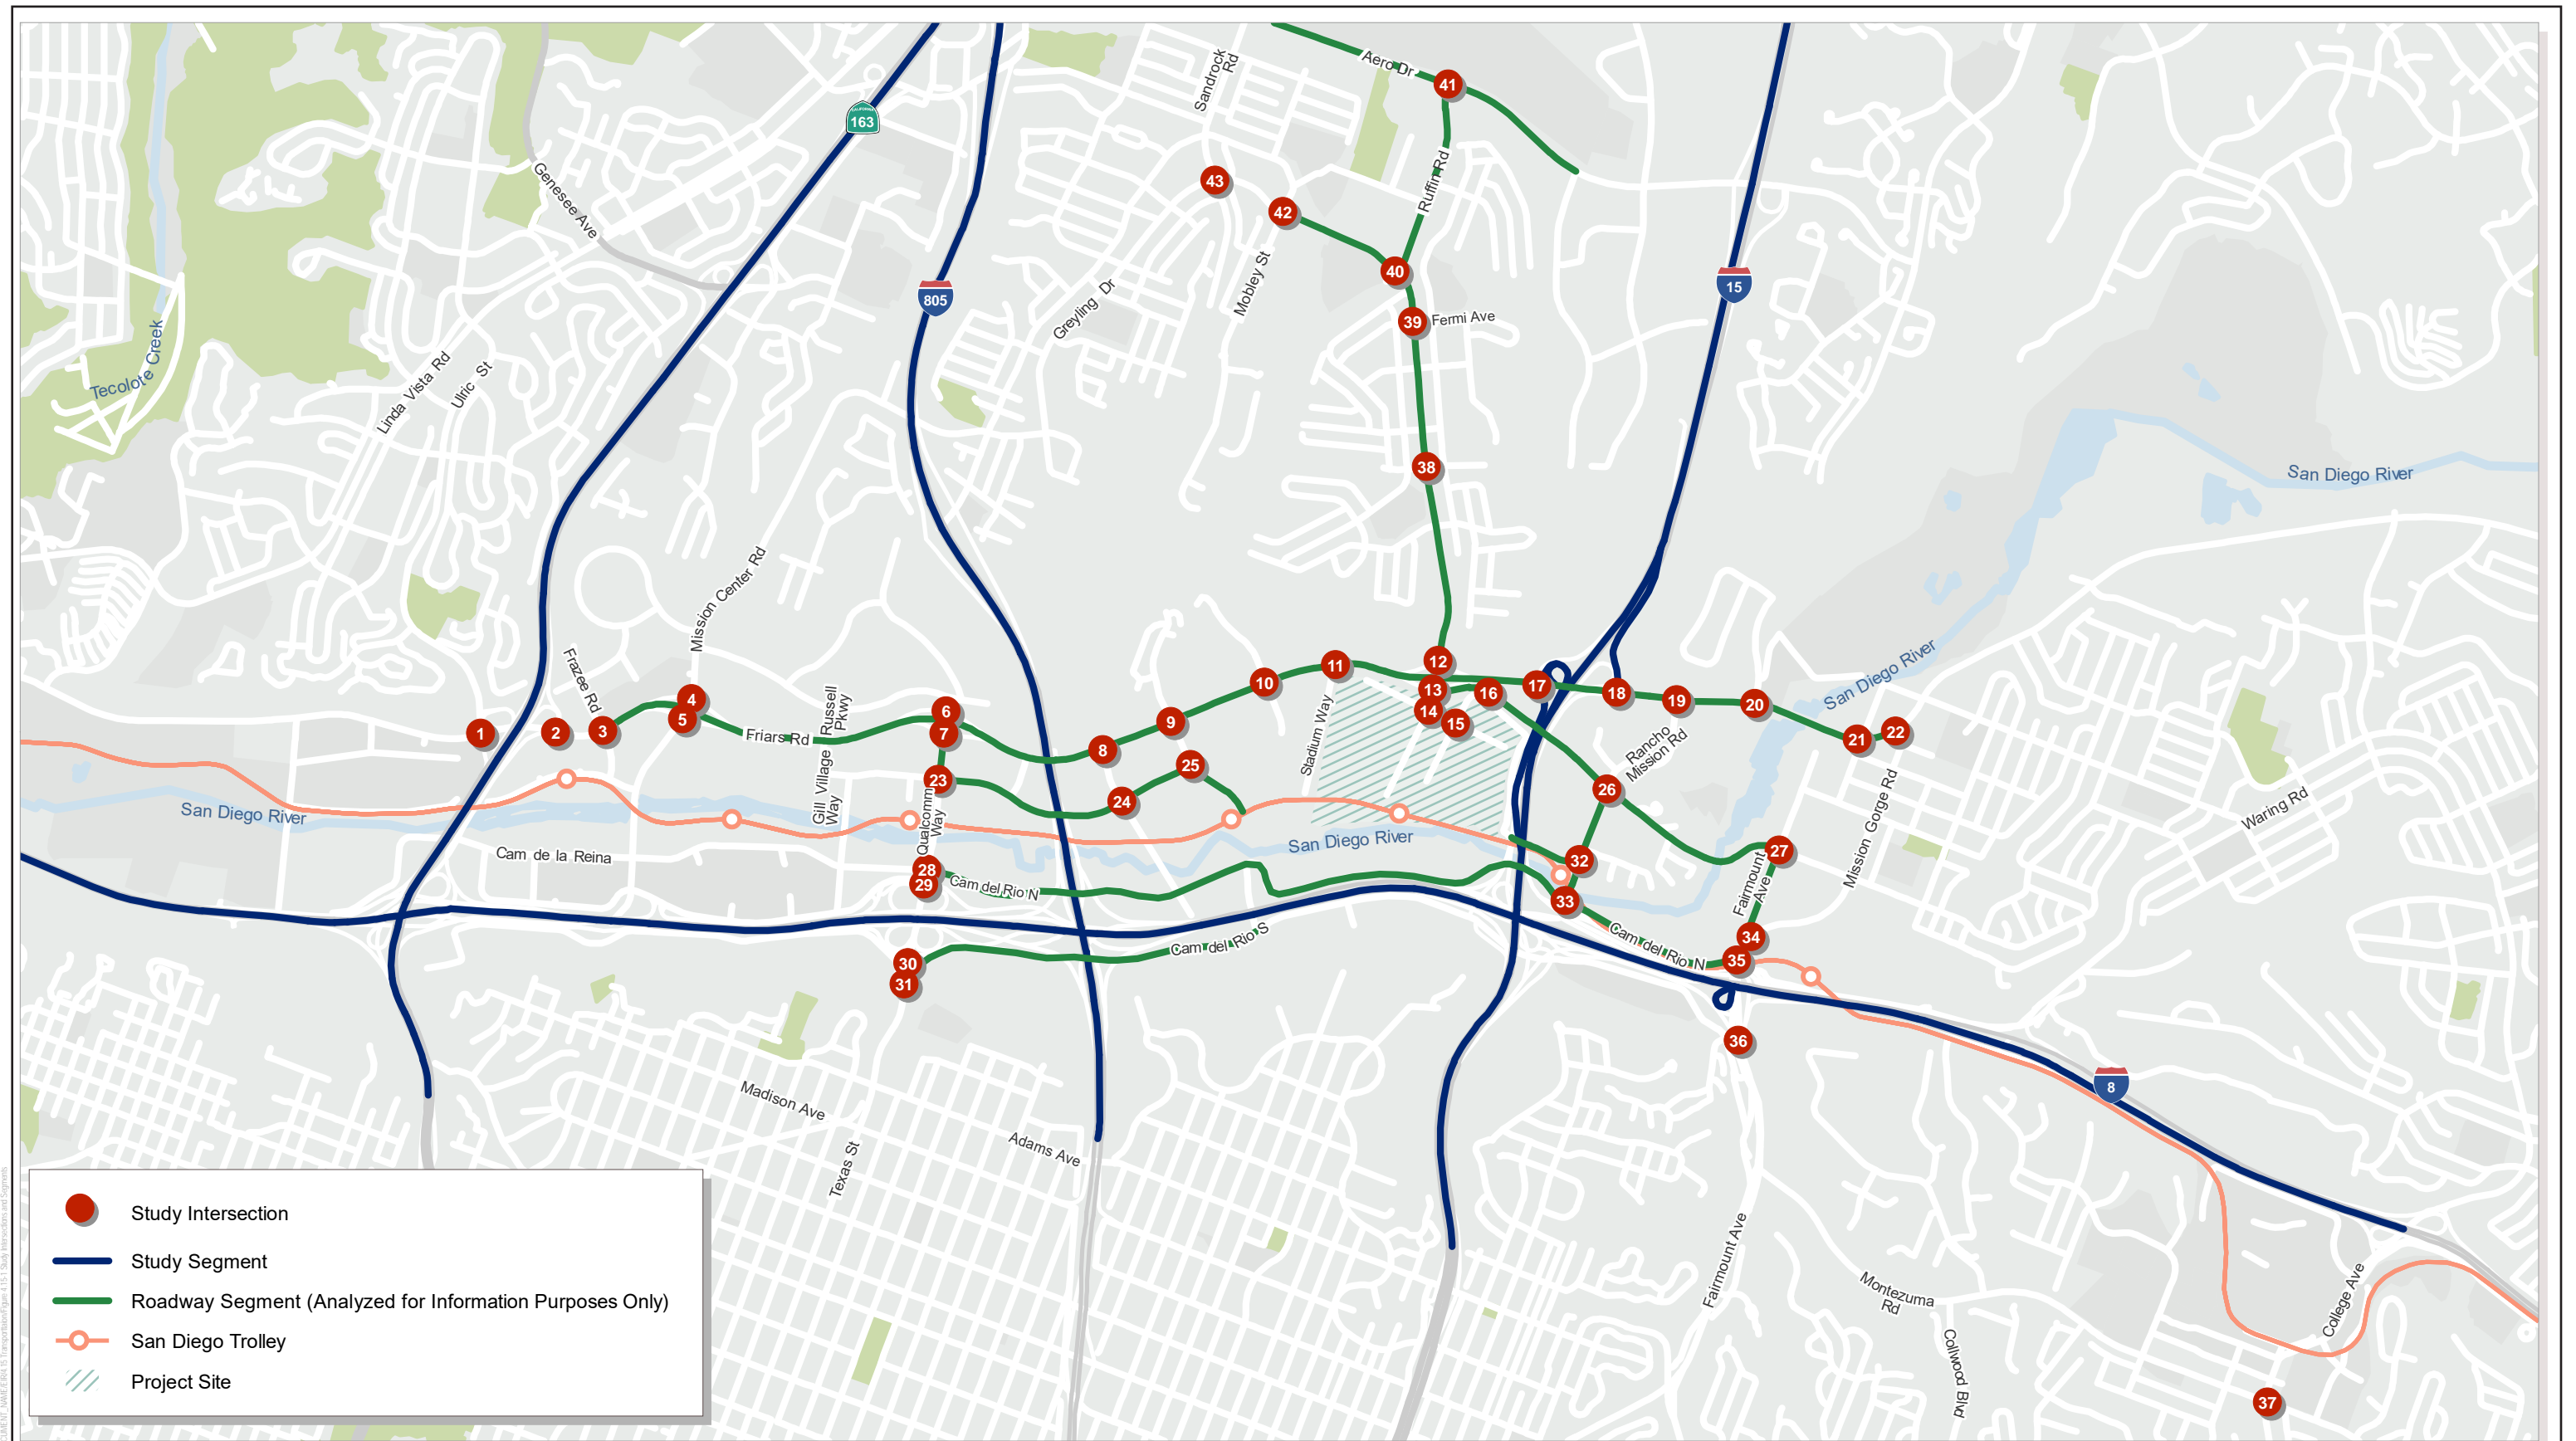 Aero Dr
41
Sandrock
Rd
CALIFORNIA
163
Genesee Ave
43
42
Ruffin Rd
40
Mobley St
805
15
Greyling Dr
39
Fermi Ave
Tecolote Creek
Linda Vista Rd
Ulric St
38
San Diego River
Mission Center Rd
Frazee Rd
1
2
3
4
5
Friars Rd
Russell
Pkwy
Gill Village
Way
6
7
8
9
10
11
12
13
14
15
16
17
18
19
20
21
22
San Diego River
Stadium Way
Rancho
Mission Rd
Mission Gorge Rd
Waring Rd
23
24
25
26
27
Qualcomm
Way
San Diego River
San Diego River
Cam de la Reina
28
29
Cam del Rio N
32
33
Fairmount
Ave
34
35
Cam del Rio N
Cam del Rio S
30
31
36
8
Madison Ave
Adams Ave
Texas St
Fairmount Ave
Montezuma
Rd
Collwood Blvd
College Ave
37
Study Intersection
Study Segment
Roadway Segment (Analyzed for Information Purposes Only)
San Diego Trolley
Project Site